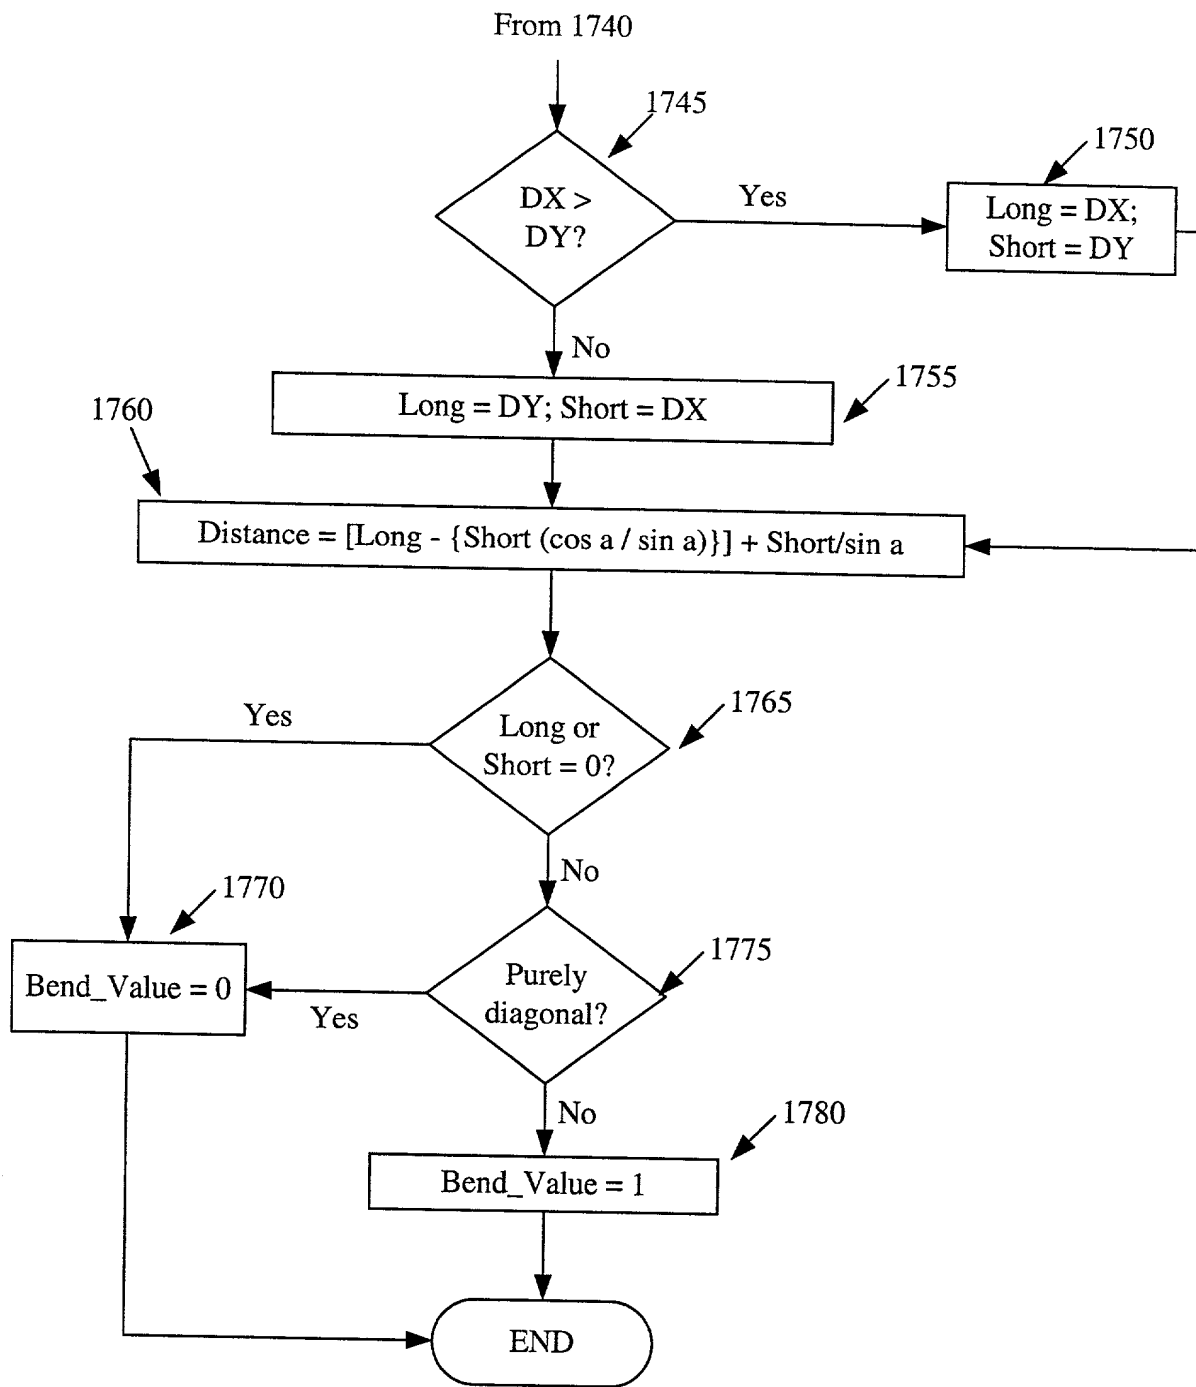 From 1740
1745
DX >
DY?
Yes
1750
Long = DX;
Short = DY
No
1755
Long = DY; Short = DX
1760
Distance = [Long - {Short (cos a / sin a)}] + Short/sin a
1765
Long or
Short = 0?
Yes
No
1770
Bend_Value = 0
1775
Purely
diagonal?
Yes
No
1780
Bend_Value = 1
END